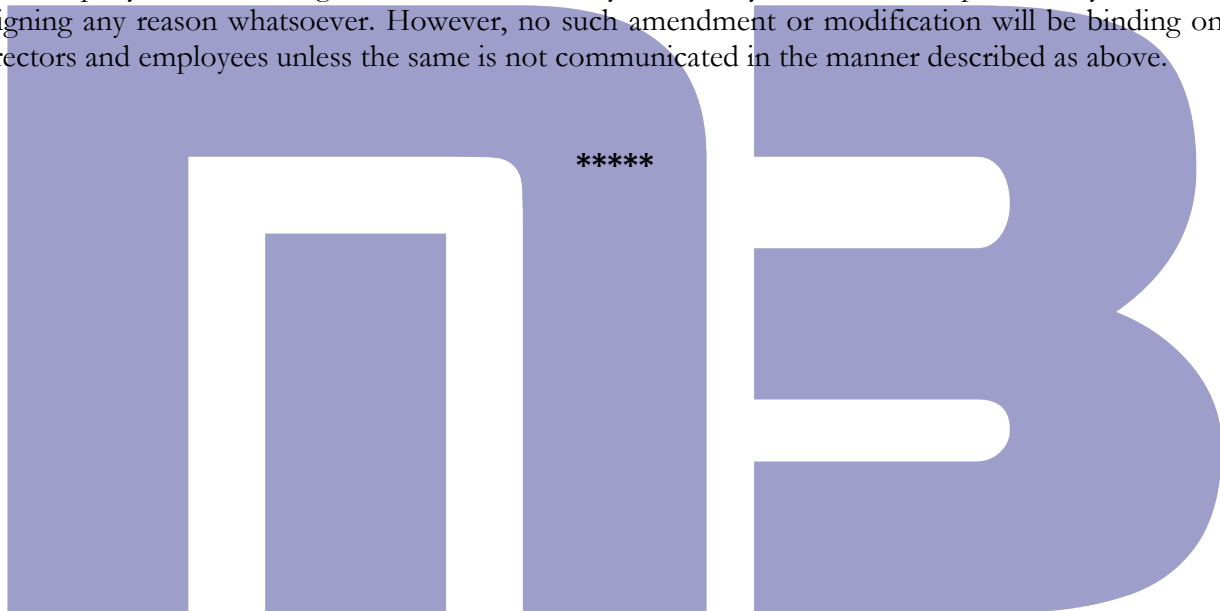 igning any reason whatsoever. However, no such amendment or modification will be binding on
rectors and employees unless the same is not communicated in the manner described as above.
*****